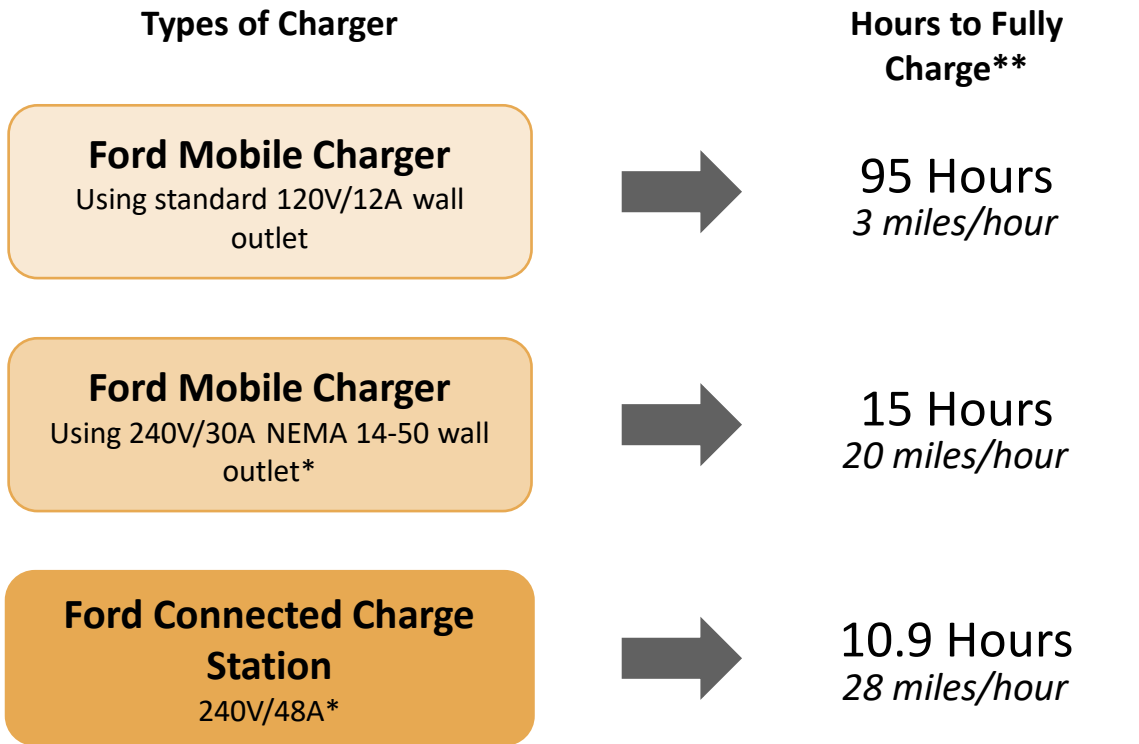 Types of Charger
Hours to Fully
Charge**
Ford Mobile Charger
Using standard 120V/12A wall
outlet
95 Hours
3 miles/hour
Ford Mobile Charger
Using 240V/30A NEMA 14-50 wall
outlet*
15 Hours
20 miles/hour
Ford Connected Charge
Station
240V/48A*
10.9 Hours
28 miles/hour